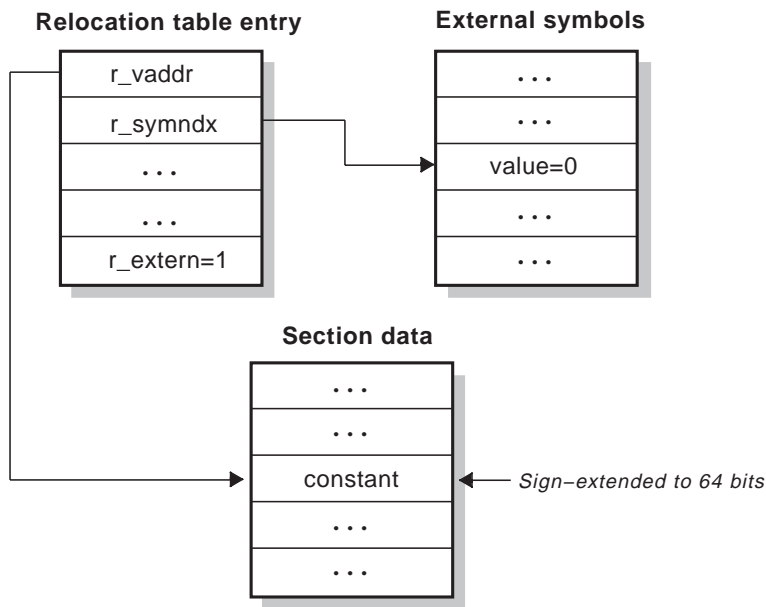 Relocation table entry
r_vaddr
r_symndx
...
...
r_extern=1
External symbols
...
...
value=0
...
...
Section data
...
...
constant
...
...
Sign–extended to 64 bits